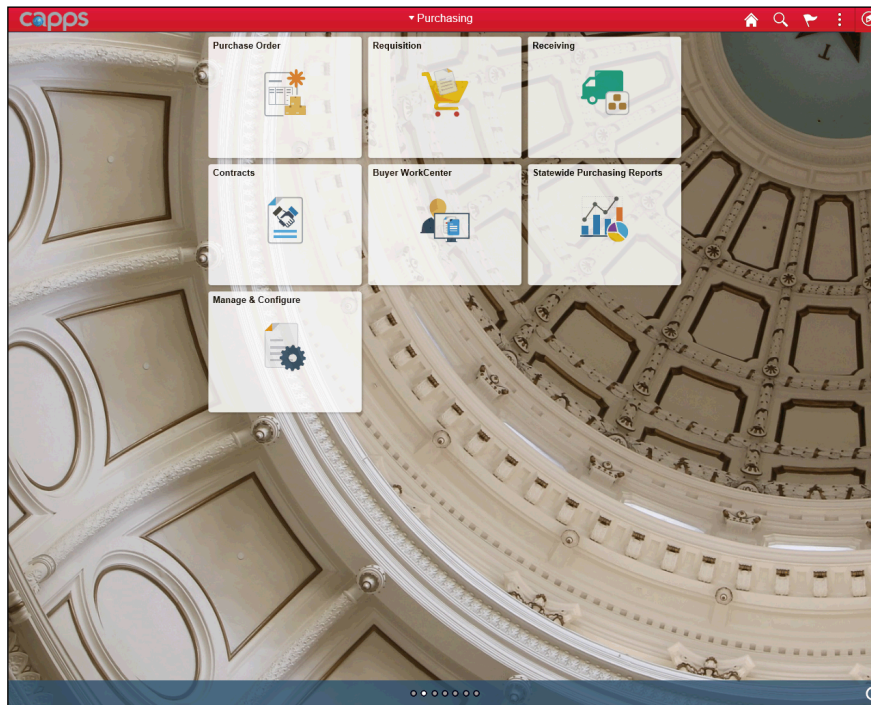 capps
Purchasing
Purchase Order
Requisition
Receiving
Contracts
Buyer WorkCenter
Statewide Purchasing Reports
Manage & Configure